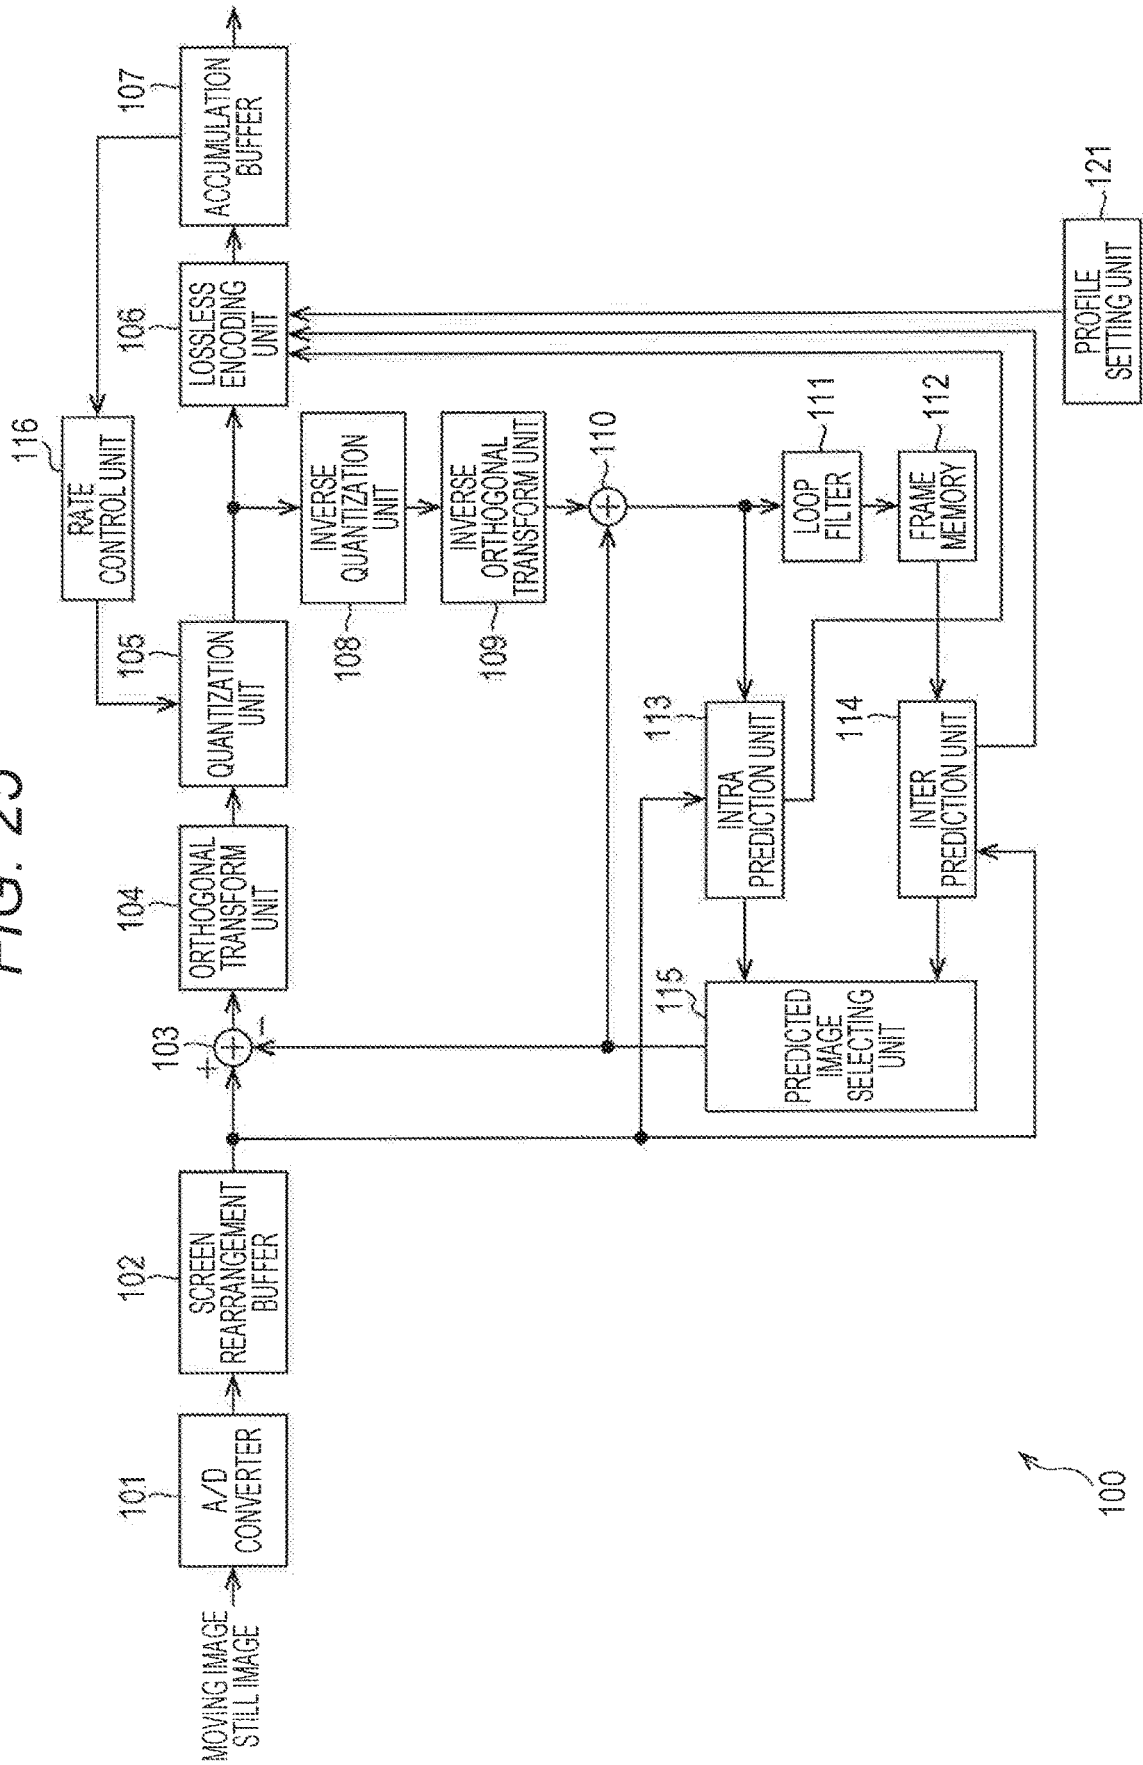 FIG. 25
MOVING IMAGE
STILL IMAGE
101
A/D
CONVERTER
102
SCREEN
REARRANGEMENT
BUFFER
103
+
−
104
ORTHOGONAL
TRANSFORM
UNIT
105
QUANTIZATION
UNIT
116
RATE
CONTROL UNIT
106
LOSSLESS
ENCODING
UNIT
107
ACCUMULATION
BUFFER
108
INVERSE
QUANTIZATION
UNIT
109
INVERSE
ORTHOGONAL
TRANSFORM UNIT
110
111
LOOP
FILTER
112
FRAME
MEMORY
113
INTRA
PREDICTION UNIT
114
INTER
PREDICTION UNIT
115
PREDICTED
IMAGE
SELECTING
UNIT
121
PROFILE
SETTING UNIT
100